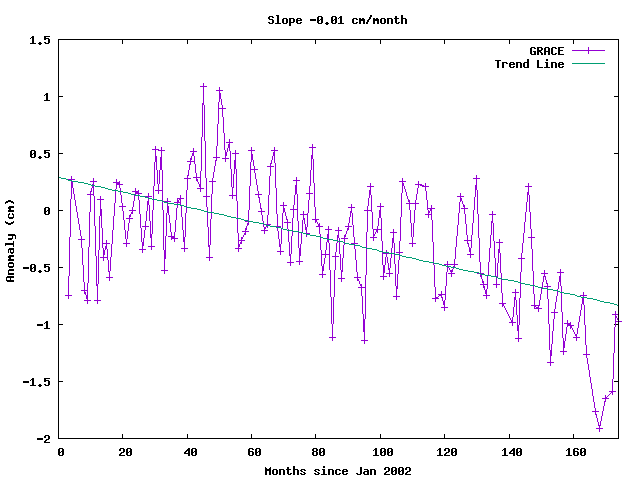 Slope -0.01 cm/month
1.5
GRACE
Trend Line
1
0.5
0
-0.5
-1
-1.5
-2
Anomaly (cm)
0 20 40 60 80 100 120 140 160
Months since Jan 2002